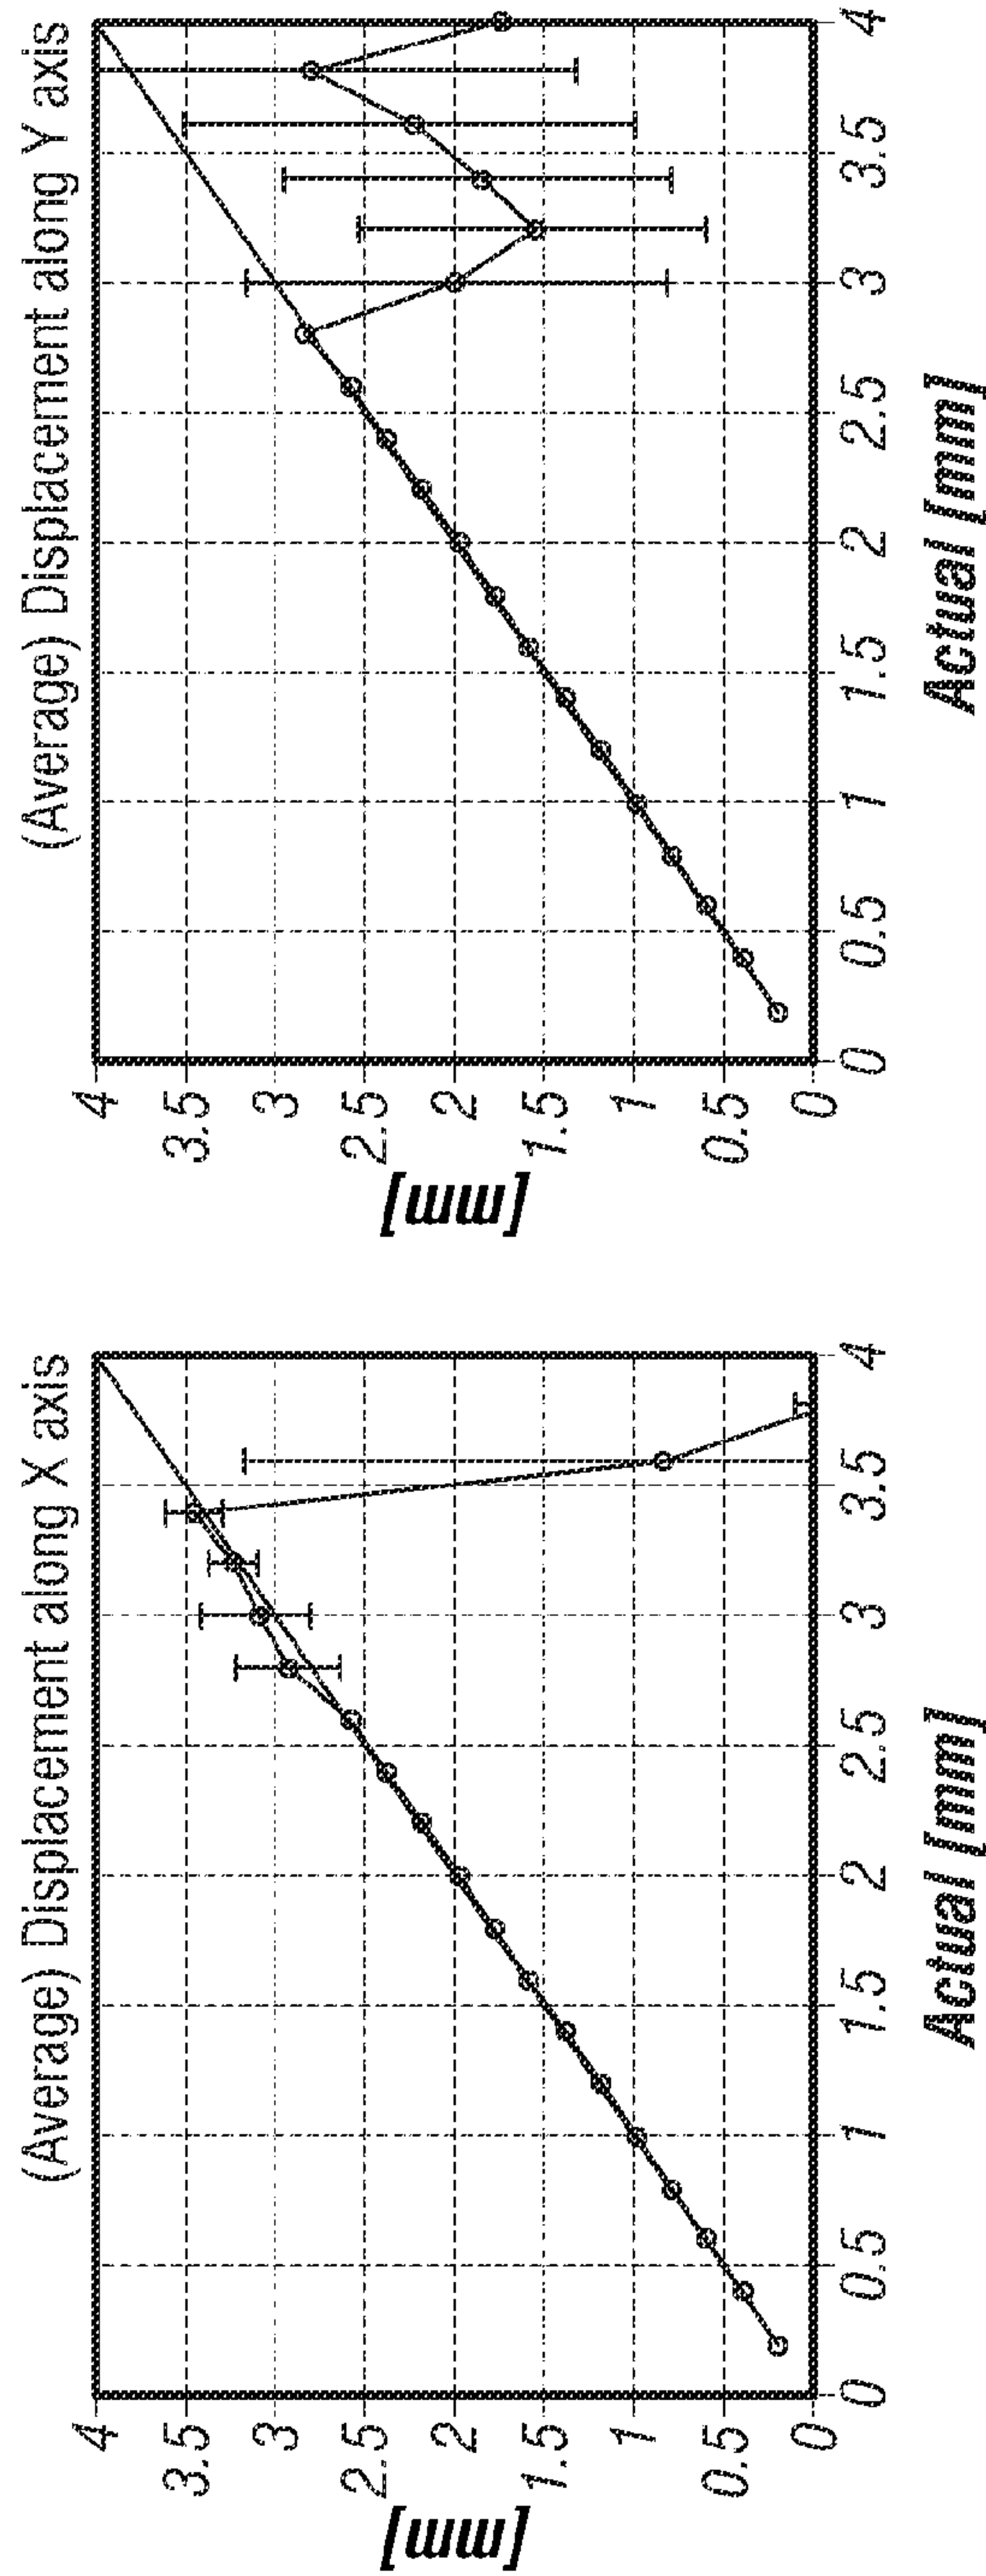 (Average) Displacement along X axis
4
3.5
3
2.5
2
1.5
1
0.5
0
[mm]
0 0.5 1 1.5 2 2.5 3 3.5 4
Actual [mm]
(Average) Displacement along Y axis
4
3.5
3
2.5
2
1.5
1
0.5
0
[mm]
0 0.5 1 1.5 2 2.5 3 3.5 4
Actual [mm]